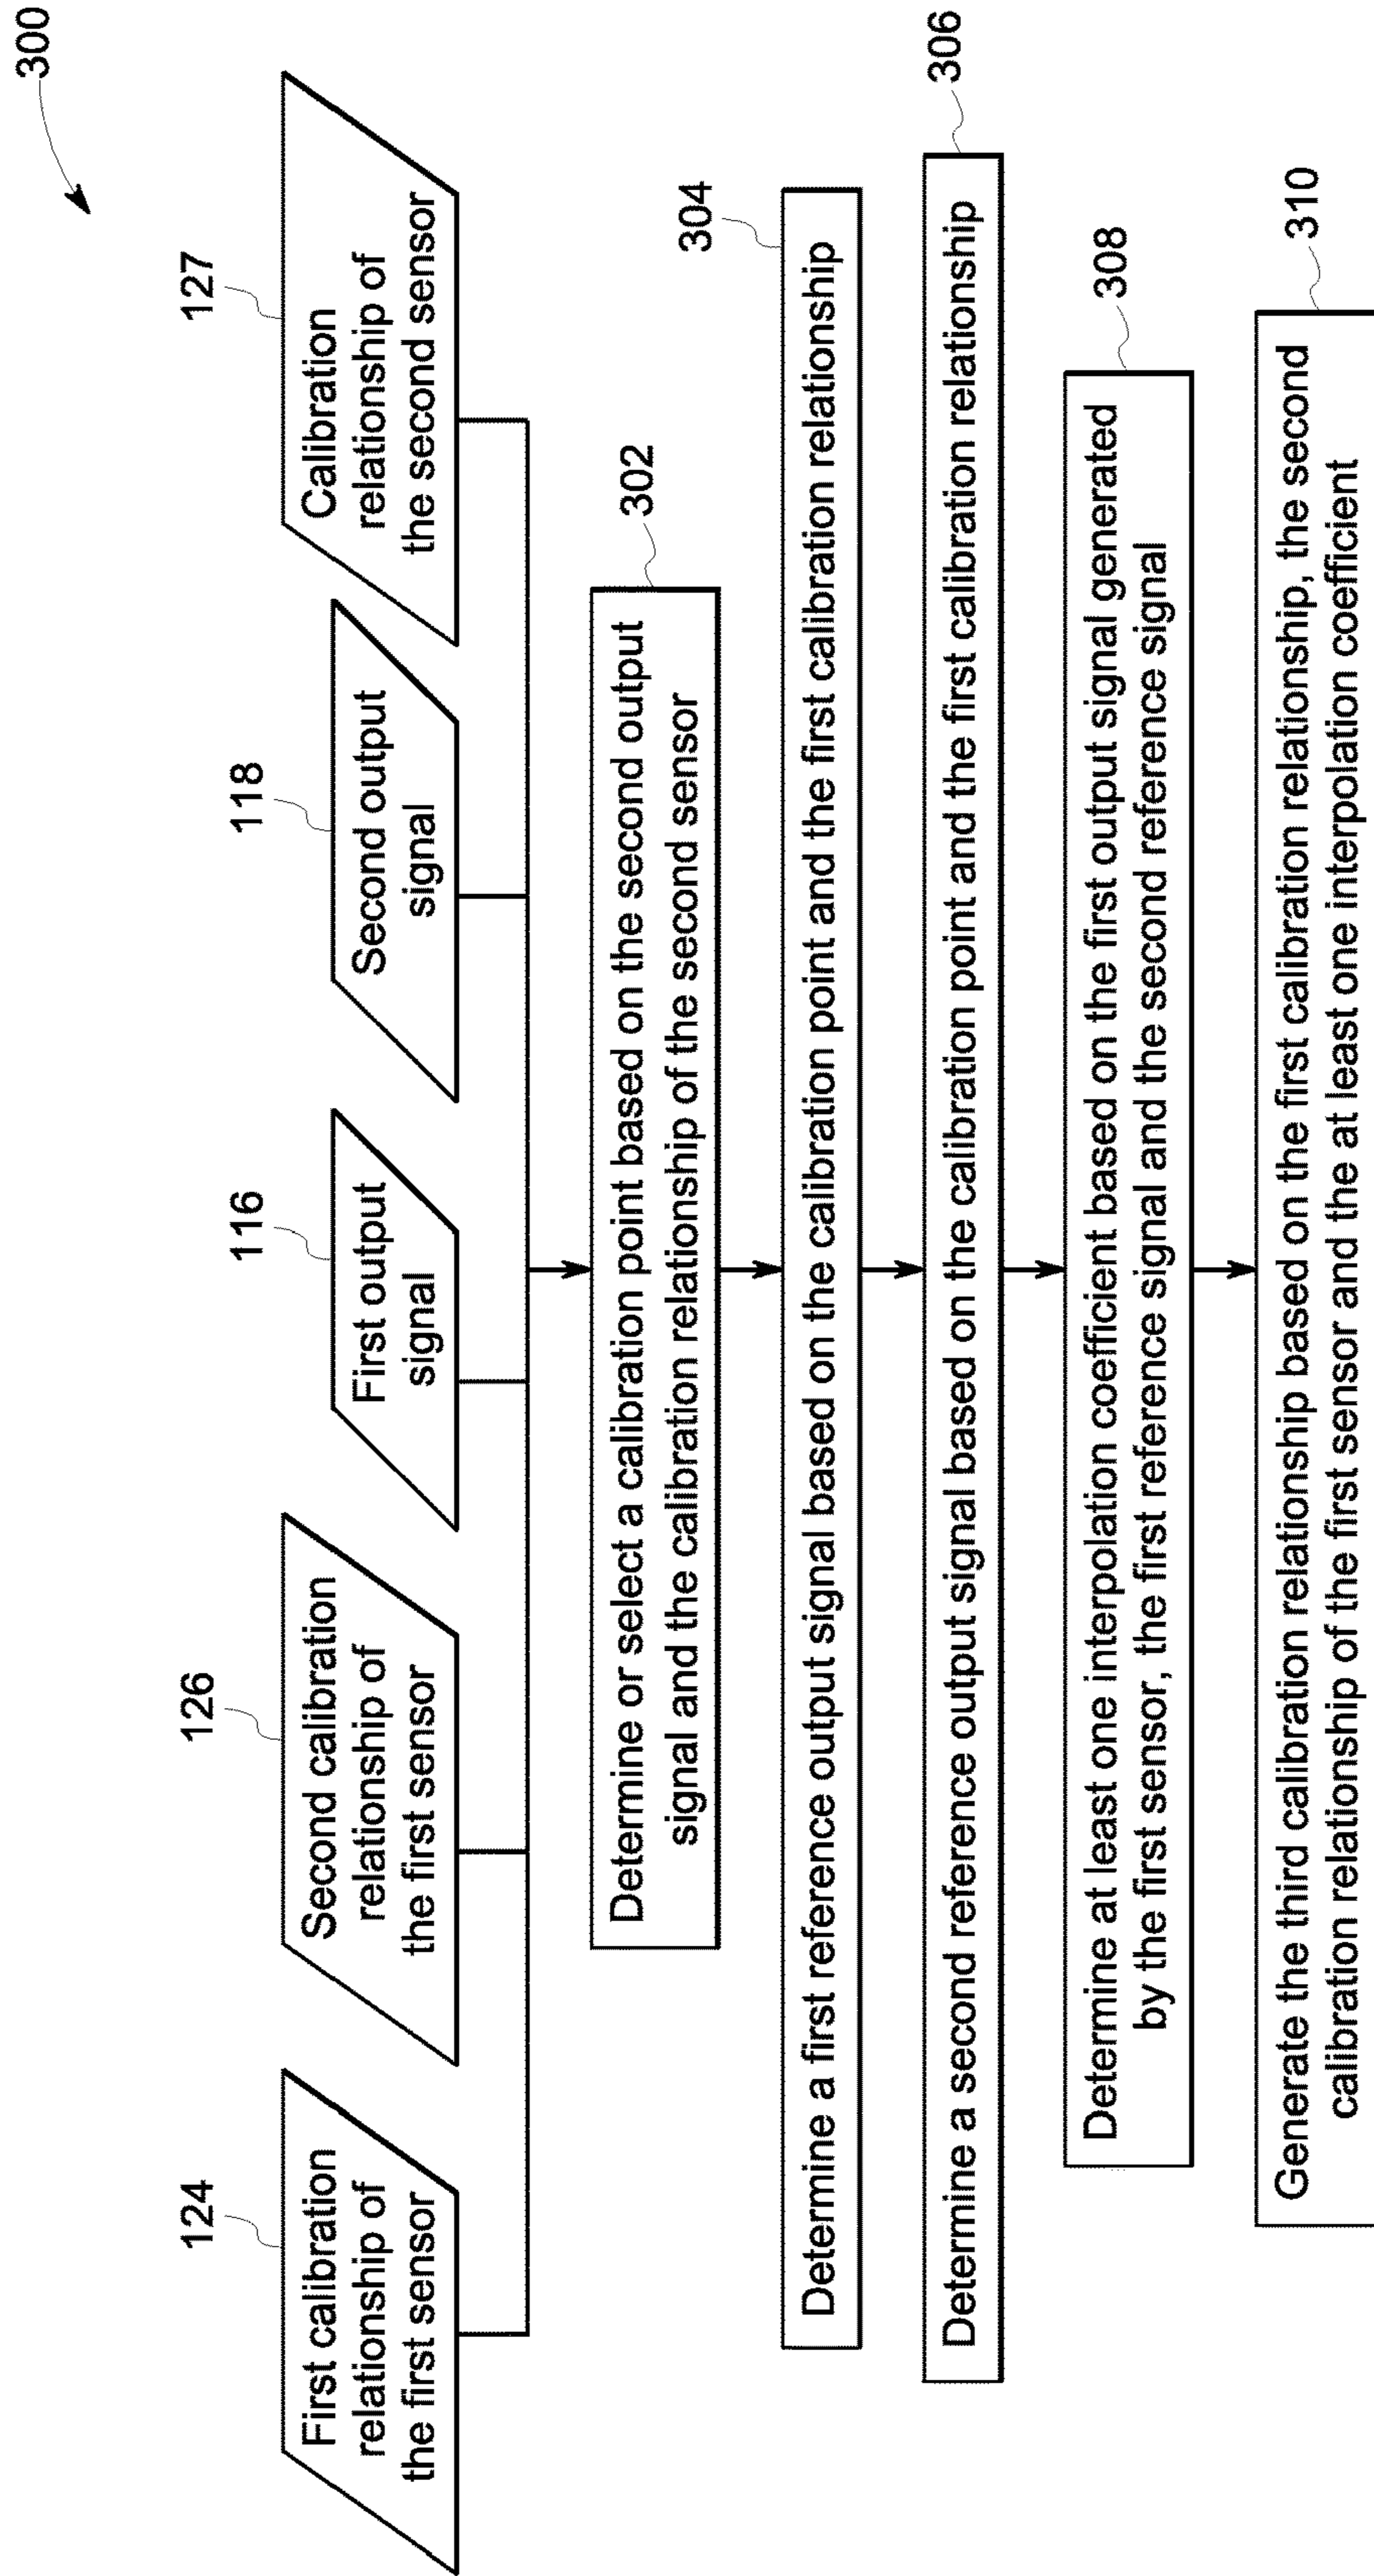 300
124
126
116
118
127
First calibration
relationship of
the first sensor
Second calibration
relationship of
the first sensor
First output
signal
Second output
signal
Calibration
relationship of
the second sensor
302
Determine or select a calibration point based on the second output
signal and the calibration relationship of the second sensor
304
Determine a first reference output signal based on the calibration point and the first calibration relationship
306
Determine a second reference output signal based on the calibration point and the first calibration relationship
308
Determine at least one interpolation coefficient based on the first output signal generated
by the first sensor, the first reference signal and the second reference signal
310
Generate the third calibration relationship based on the first calibration relationship, the second
calibration relationship of the first sensor and the at least one interpolation coefficient